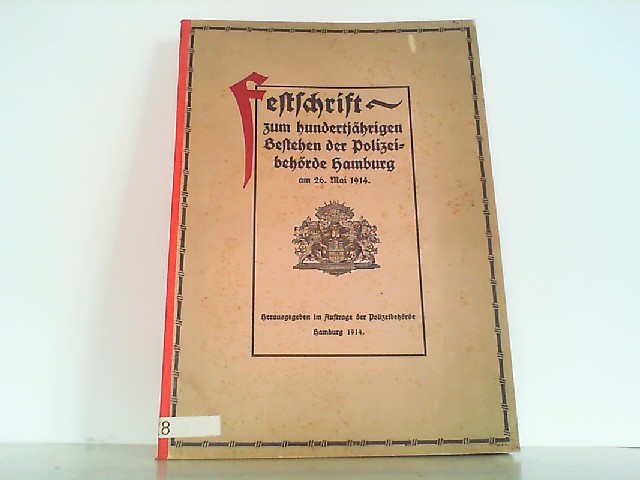 Festschrift
zum hundertjährigen
Bestehen der Polizei-
behörde Hamburg
am 26. Mai 1914.
Herausgegeben im Auftrage der Polizeibehörde
Hamburg 1914.
8